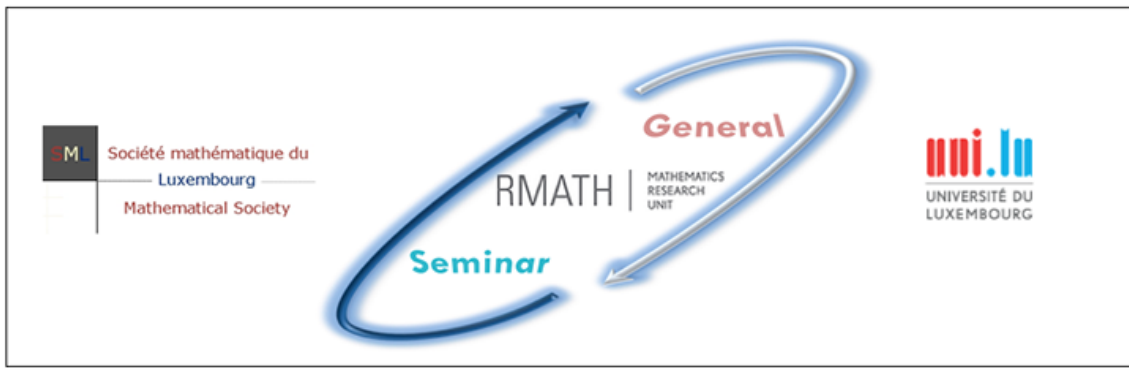 SML
Société mathématique du
Luxembourg
Mathematical Society
General
RMATH
MATHEMATICS
RESEARCH
UNIT
Seminar
uni.lu
UNIVERSITÉ DU
LUXEMBOURG